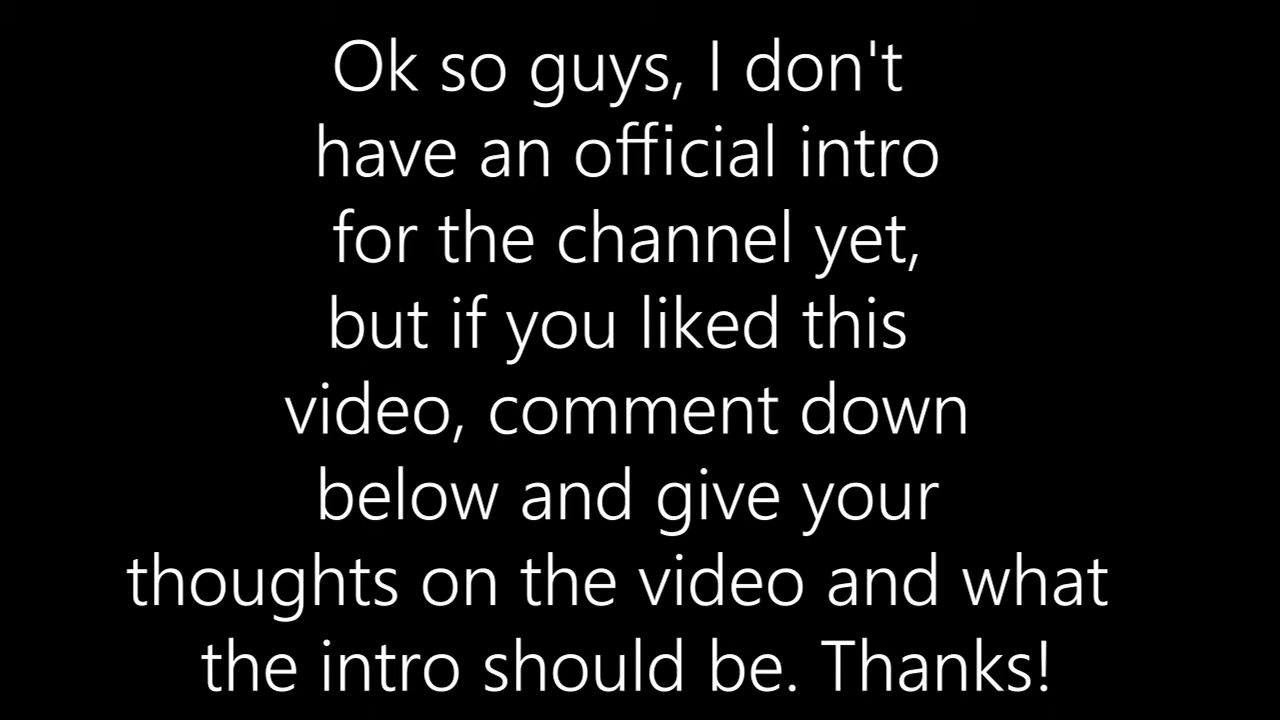 Ok so guys, I don't
have an official intro
for the channel yet,
but if you liked this
video, comment down
below and give your
thoughts on the video and what
the intro should be. Thanks!